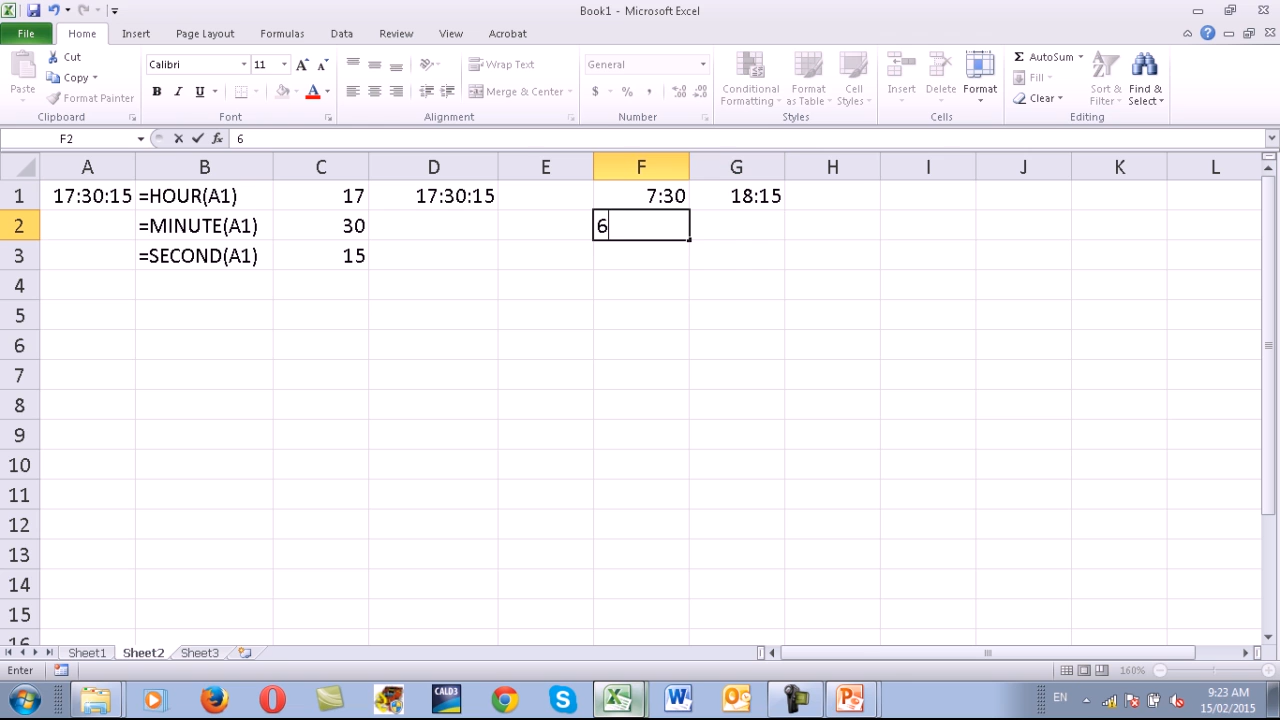 Book1 - Microsoft Excel
File Home Insert Page Layout Formulas Data Review View Acrobat
Paste
Cut
Copy
Format Painter
Clipboard
Calibri 11
B I U
Font
Wrap Text
Merge & Center
Alignment
General
$ % ,
Number
Conditional Formatting
Format as Table
Cell Styles
Styles
Insert
Delete
Format
Cells
AutoSum
Fill
Clear
Sort & Filter
Find & Select
Editing
F2 fx 6
A B C D E F G H I J K L
1 17:30:15 =HOUR(A1) 17 17:30:15 7:30 18:15
2 =MINUTE(A1) 30 6
3 =SECOND(A1) 15
4
5
6
7
8
9
10
11
12
13
14
15
16
Sheet1 Sheet2 Sheet3
Enter 160%
CALD3 EN 9:23 AM
15/02/2015